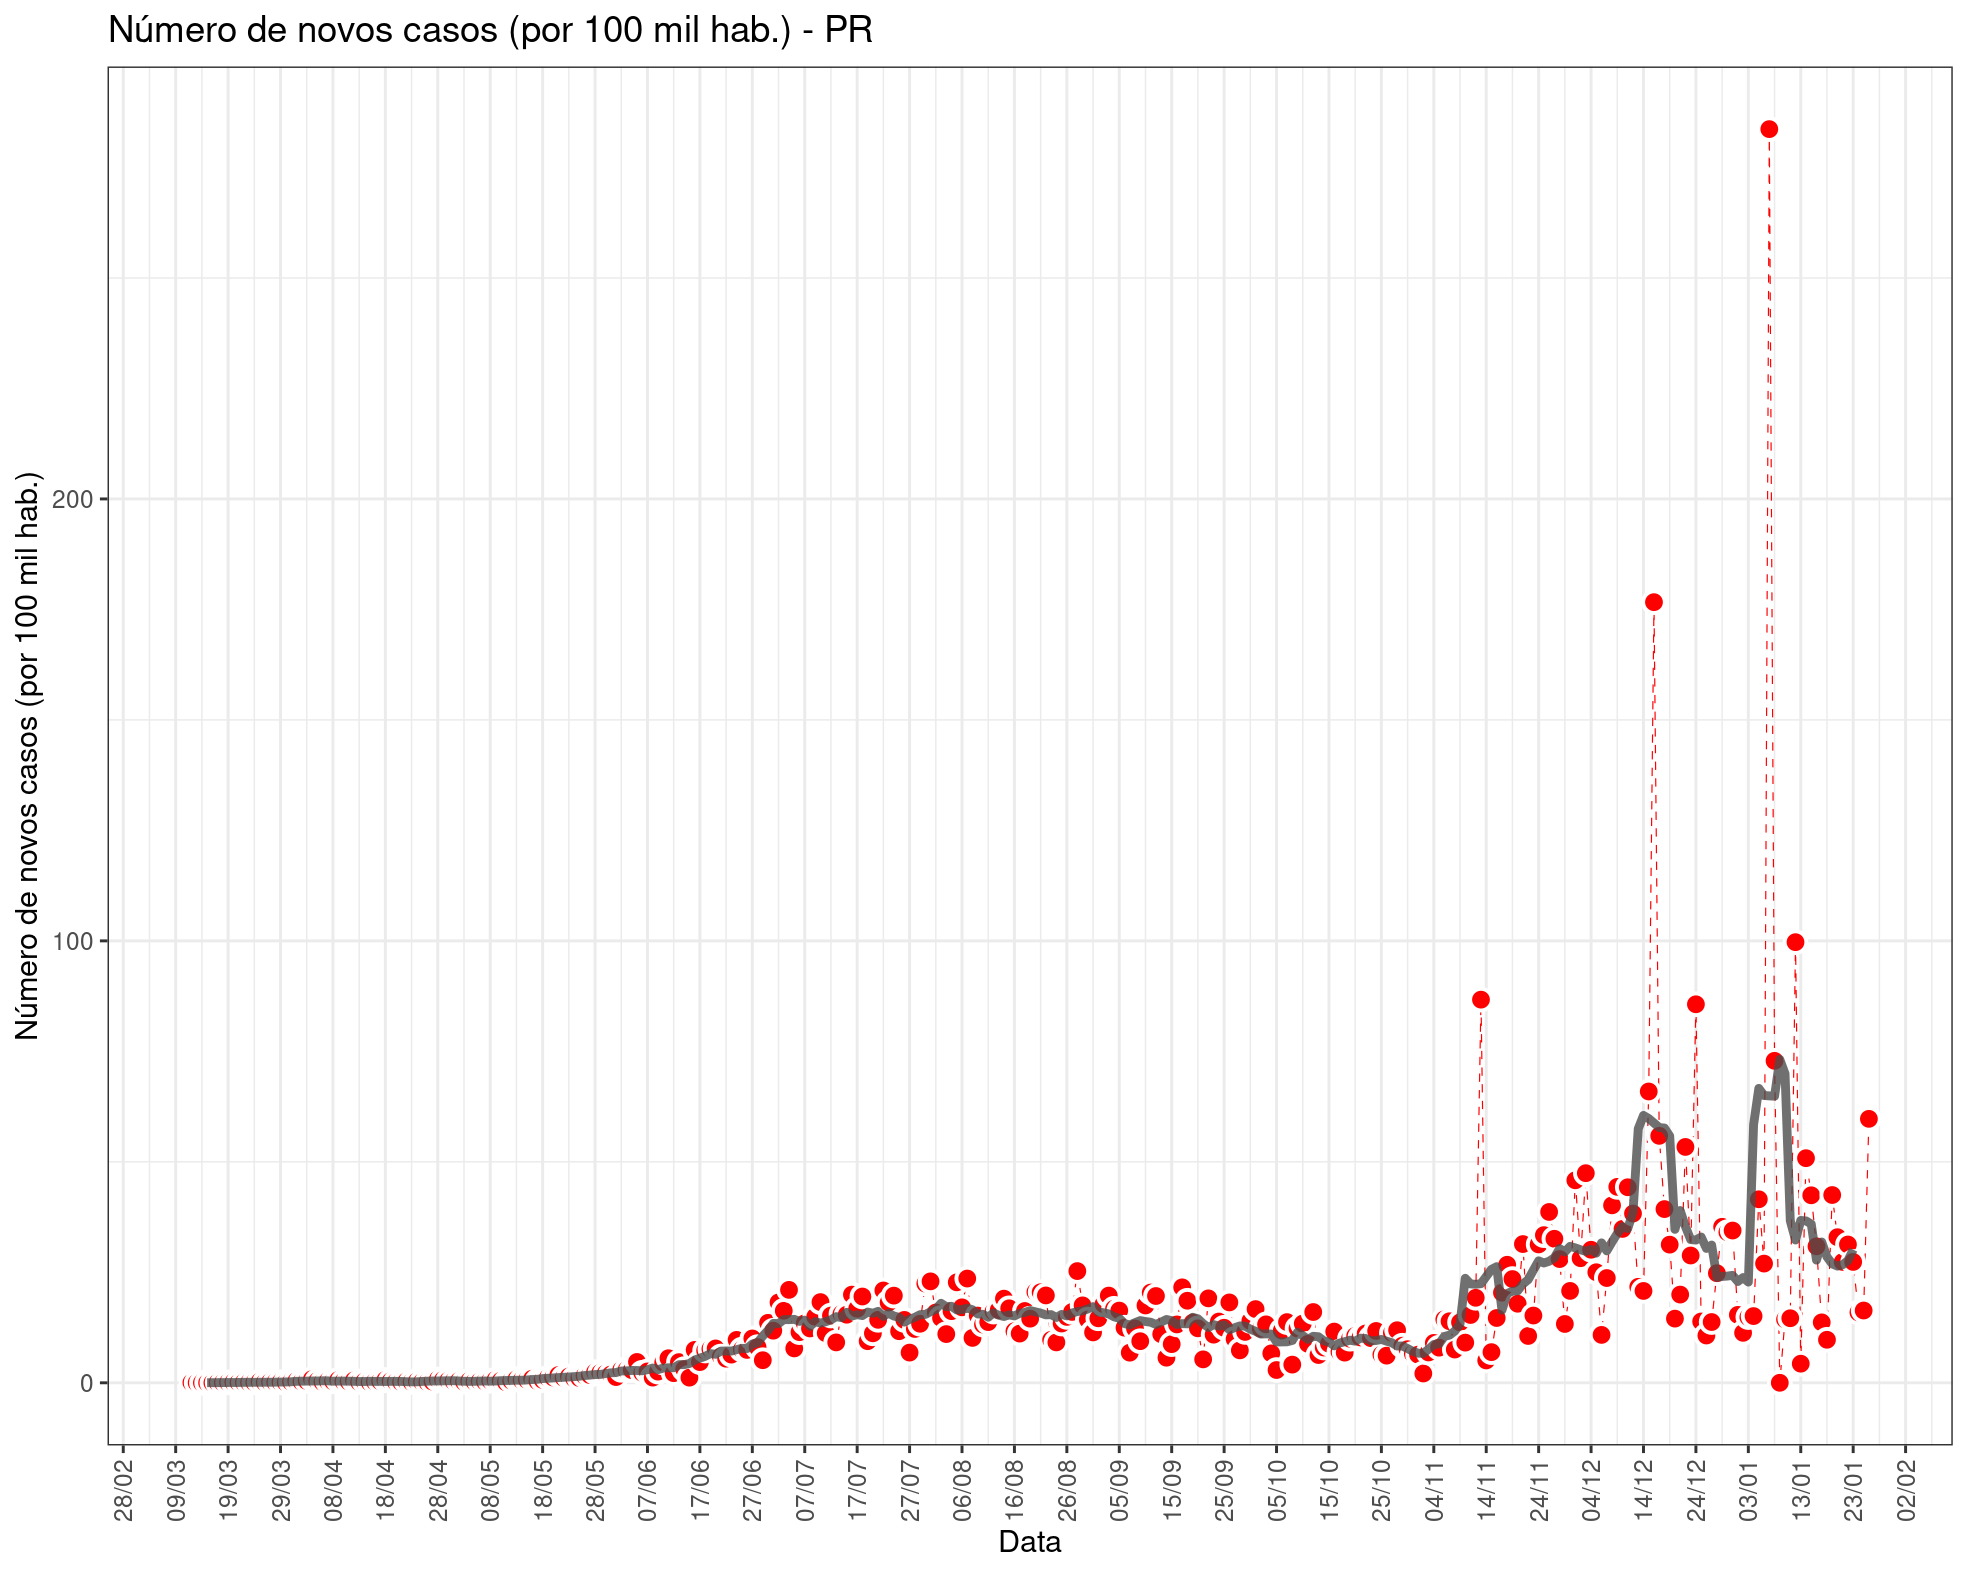 Número de novos casos (por 100 mil hab.) - PR
Número de novos casos (por 100 mil hab.)
200
100
0
28/02 09/03 19/03 29/03 08/04 18/04 28/04 08/05 18/05 28/05 07/06 17/06 27/06 07/07 17/07 27/07 06/08 16/08 26/08 05/09 15/09 25/09 05/10 15/10 25/10 04/11 14/11 24/11 04/12 14/12 24/12 03/01 13/01 23/01 02/02
Data